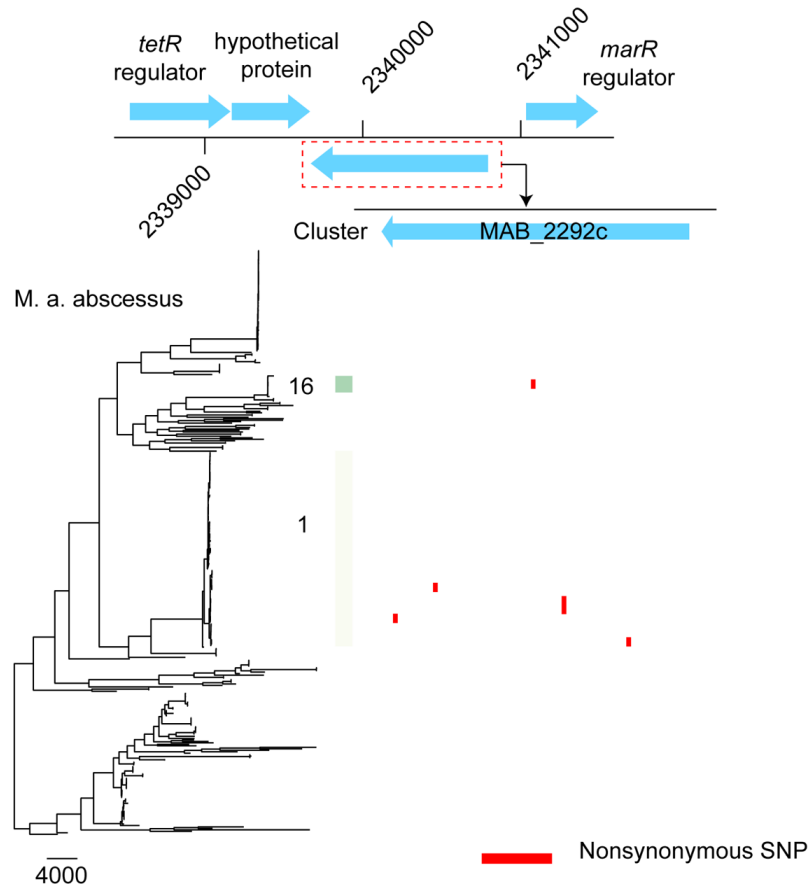 tetR
regulator
hypothetical
protein
2340000
2341000
marR
regulator
2339000
Cluster
MAB_2292c
M. a. abscessus
16
1
4000
Nonsynonymous SNP